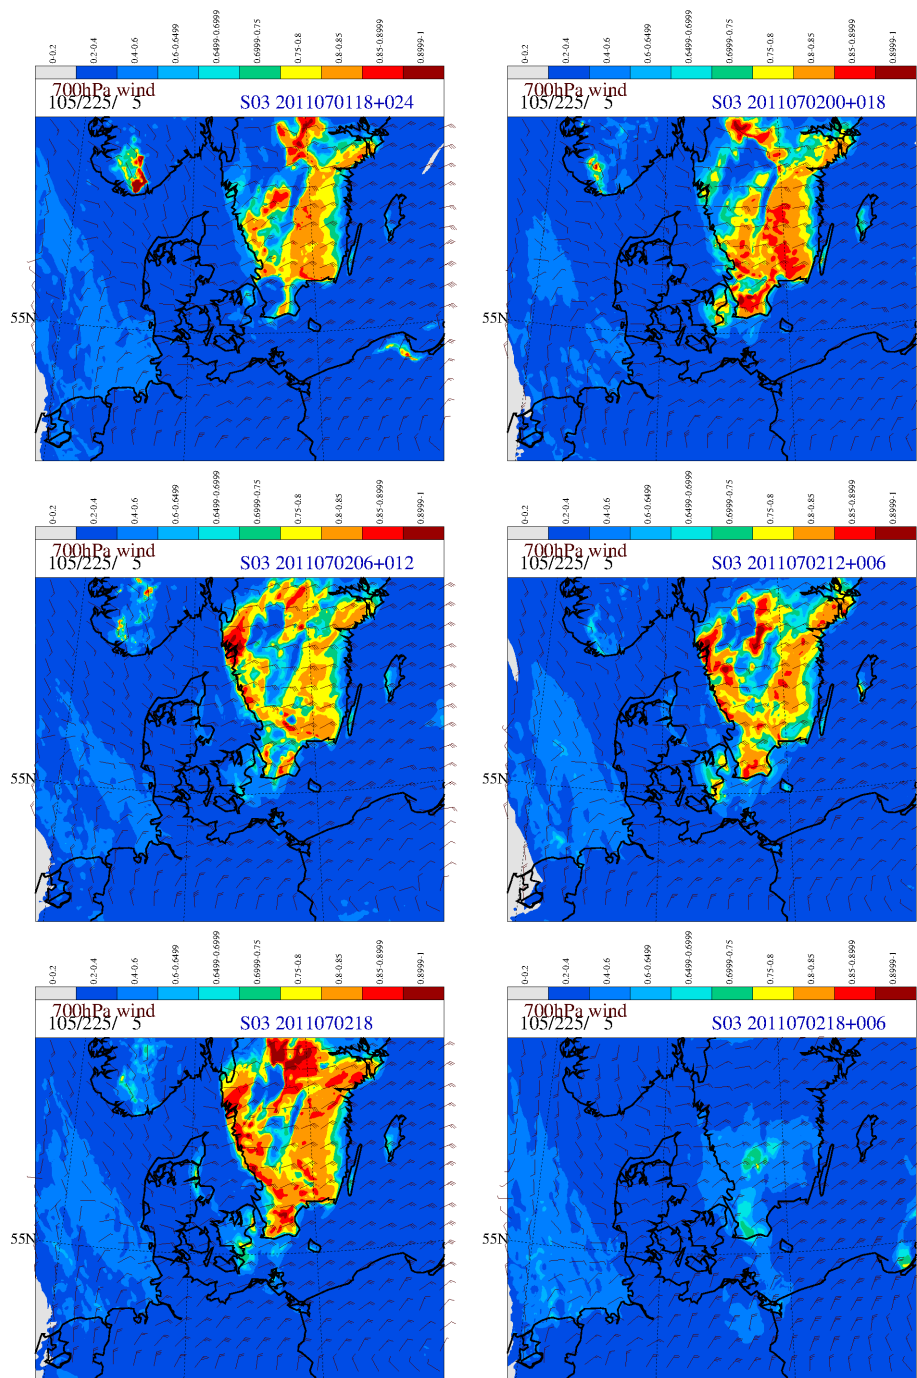 0-0.2 0.2-0.4 0.4-0.6 0.6-0.6499 0.6499-0.6999 0.6999-0.75 0.75-0.8 0.8-0.85 0.85-0.8999 0.8999-1
700hPa wind
105/225/ 5 S03 2011070118+024
55N
0-0.2 0.2-0.4 0.4-0.6 0.6-0.6499 0.6499-0.6999 0.6999-0.75 0.75-0.8 0.8-0.85 0.85-0.8999 0.8999-1
700hPa wind
105/225/ 5 S03 2011070200+018
55N
0-0.2 0.2-0.4 0.4-0.6 0.6-0.6499 0.6499-0.6999 0.6999-0.75 0.75-0.8 0.8-0.85 0.85-0.8999 0.8999-1
700hPa wind
105/225/ 5 S03 2011070206+012
55N
0-0.2 0.2-0.4 0.4-0.6 0.6-0.6499 0.6499-0.6999 0.6999-0.75 0.75-0.8 0.8-0.85 0.85-0.8999 0.8999-1
700hPa wind
105/225/ 5 S03 2011070212+006
55N
0-0.2 0.2-0.4 0.4-0.6 0.6-0.6499 0.6499-0.6999 0.6999-0.75 0.75-0.8 0.8-0.85 0.85-0.8999 0.8999-1
700hPa wind
105/225/ 5 S03 2011070218
55N
0-0.2 0.2-0.4 0.4-0.6 0.6-0.6499 0.6499-0.6999 0.6999-0.75 0.75-0.8 0.8-0.85 0.85-0.8999 0.8999-1
700hPa wind
105/225/ 5 S03 2011070218+006
55N